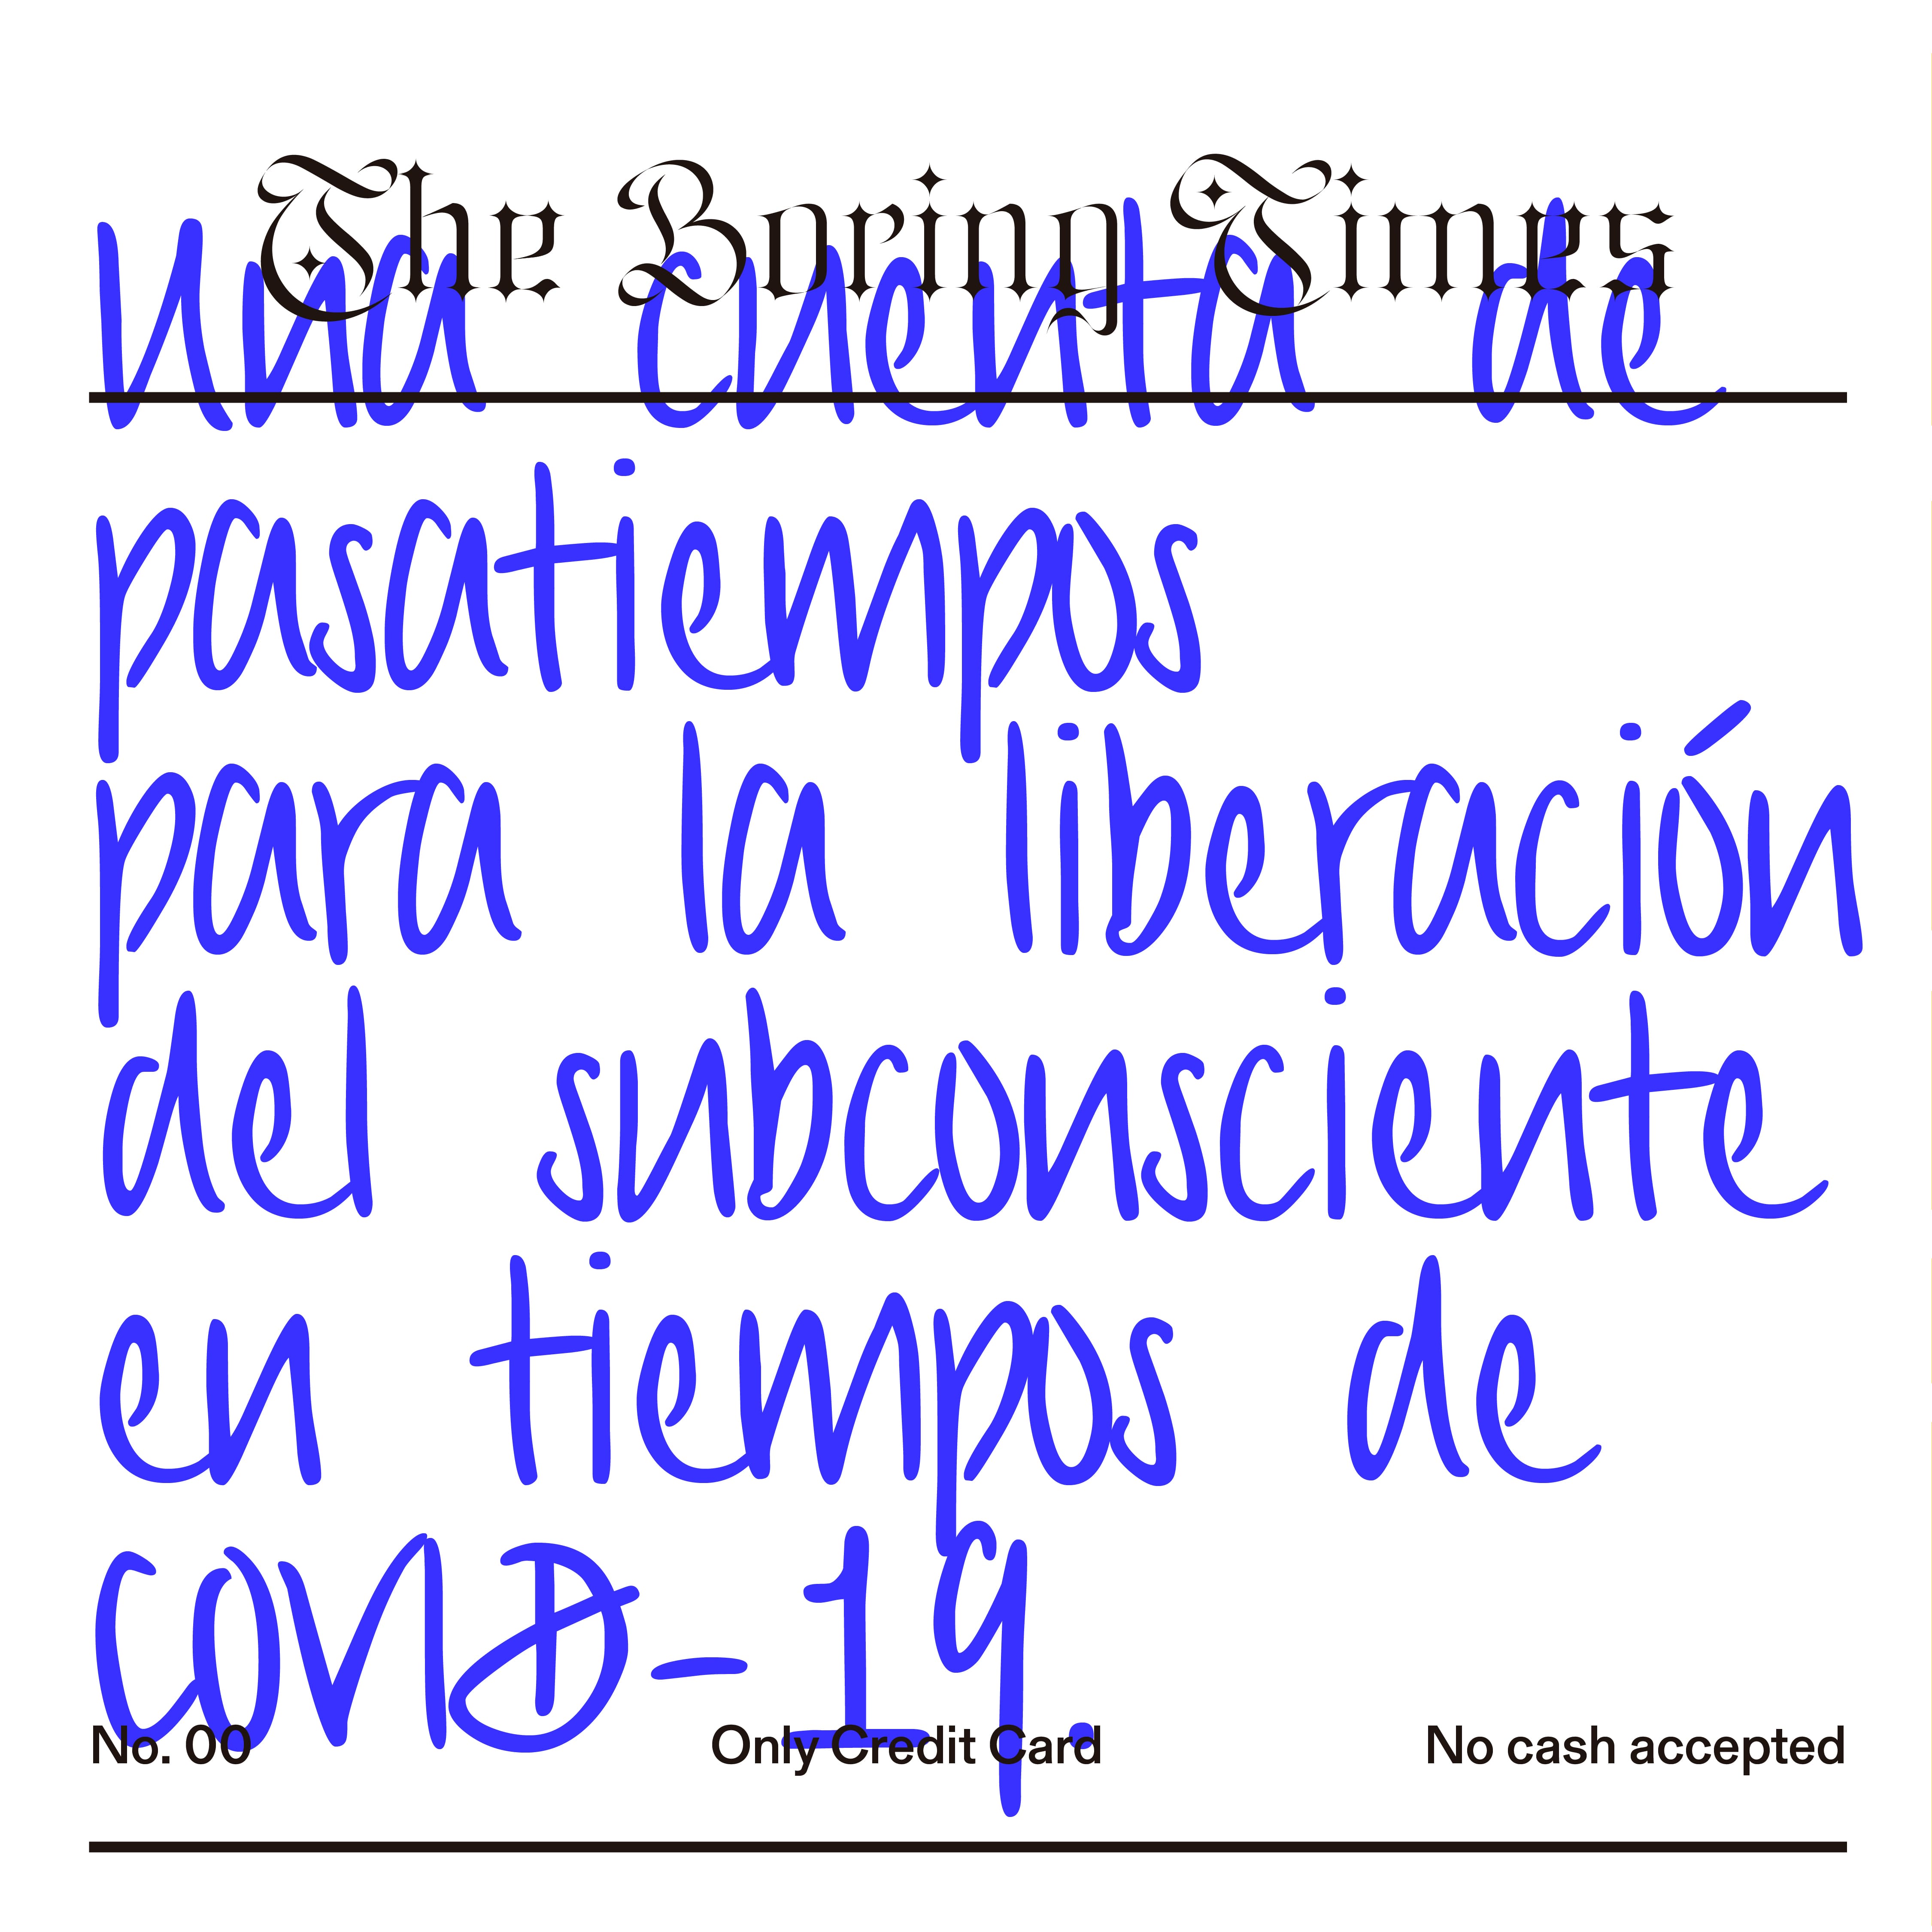 The Boring Times
Una cuenta de
pasatiempos
para la liberación
del subconsciente
en tiempos de
COVID-19.
No. 00 Only Credit Card No cash accepted